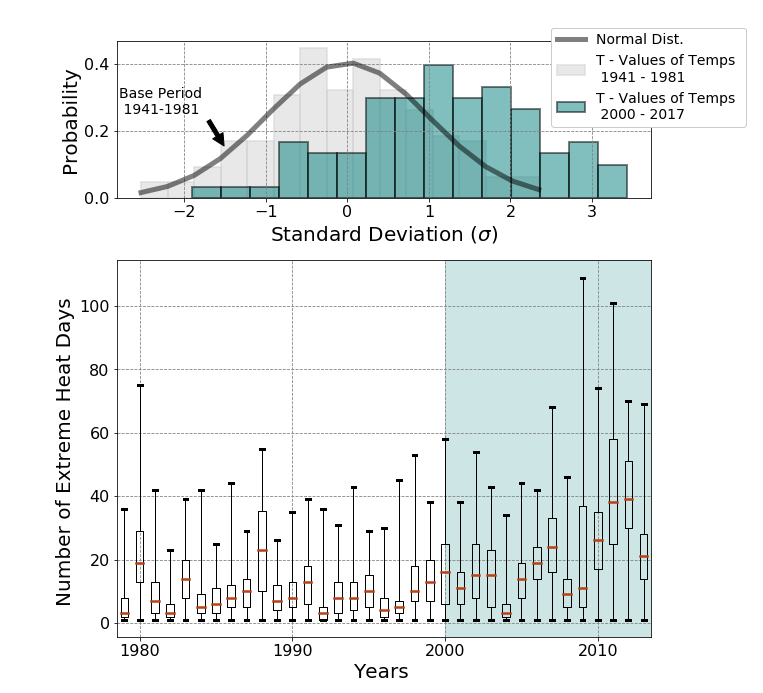 Normal Dist.
T - Values of Temps
1941 - 1981
T - Values of Temps
2000 - 2017
Base Period
1941-1981
Probability
0.4
0.2
0.0
−2 −1 0 1 2 3
Standard Deviation (σ)
Number of Extreme Heat Days
100
80
60
40
20
0
1980 1990 2000 2010
Years